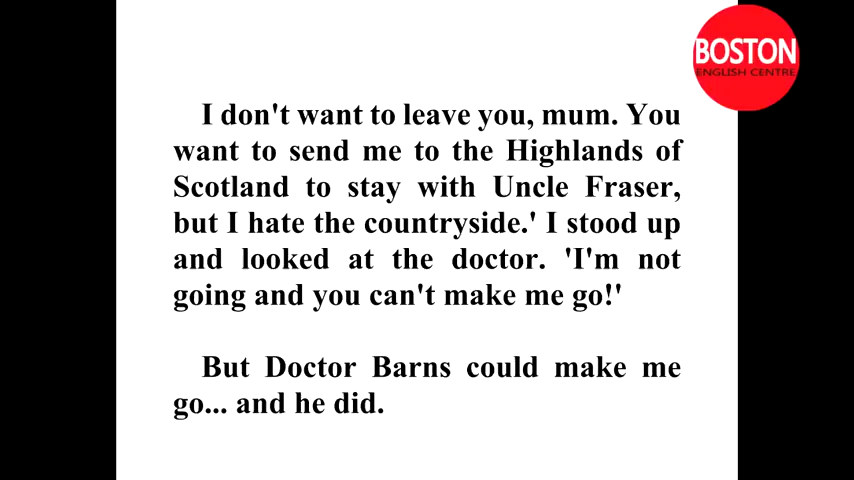 BOSTON
ENGLISH CENTRE
I don't want to leave you, mum. You
want to send me to the Highlands of
Scotland to stay with Uncle Fraser,
but I hate the countryside.' I stood up
and looked at the doctor. 'I'm not
going and you can't make me go!'
But Doctor Barns could make me
go... and he did.